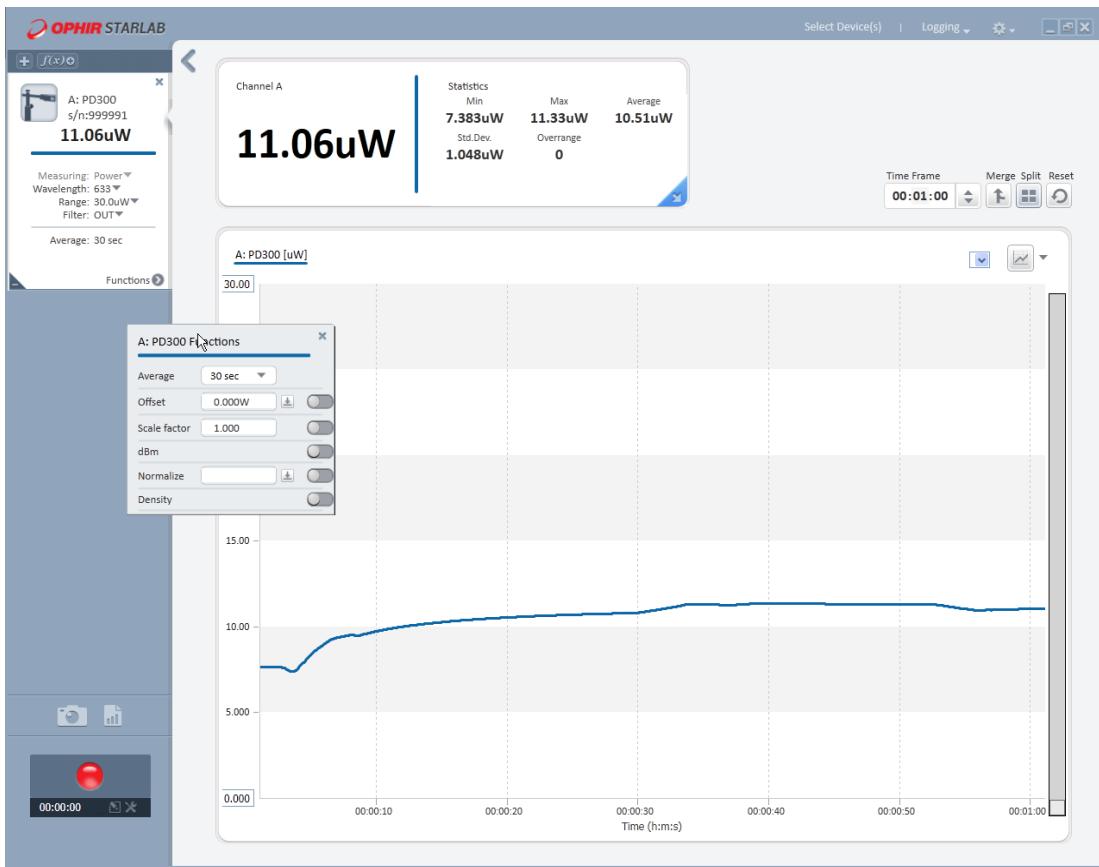 OPHIR STARLAB
Select Device(s) | Logging
f(x)
A: PD300
s/n:999991
11.06uW
Measuring: Power
Wavelength: 633
Range: 30.0uW
Filter: OUT
Average: 30 sec
Functions
Channel A
11.06uW
Statistics
Min Max Average
7.383uW 11.33uW 10.51uW
Std.Dev. Overrange
1.048uW 0
Time Frame Merge Split Reset
00:01:00
A: PD300 [uW]
30.00
A: PD300 Functions
Average 30 sec
Offset 0.000W
Scale factor 1.000
dBm
Normalize
Density
15.00
10.00
5.000
0.000
00:00:10 00:00:20 00:00:30 00:00:40 00:00:50 00:01:00
Time (h:m:s)
00:00:00